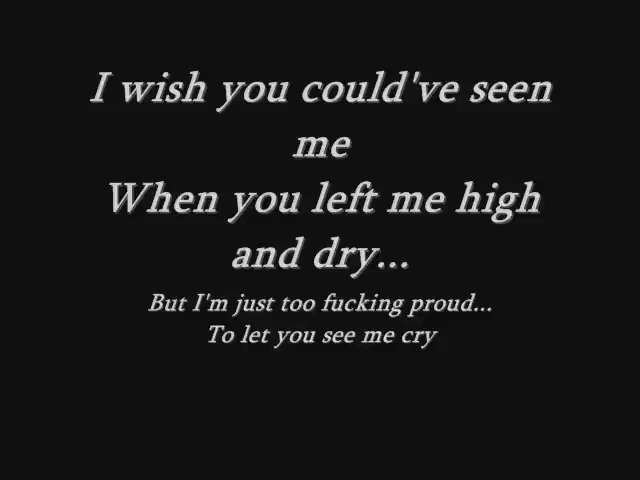 I wish you could've seen
me
When you left me high
and dry...
But I'm just too fucking proud...
To let you see me cry